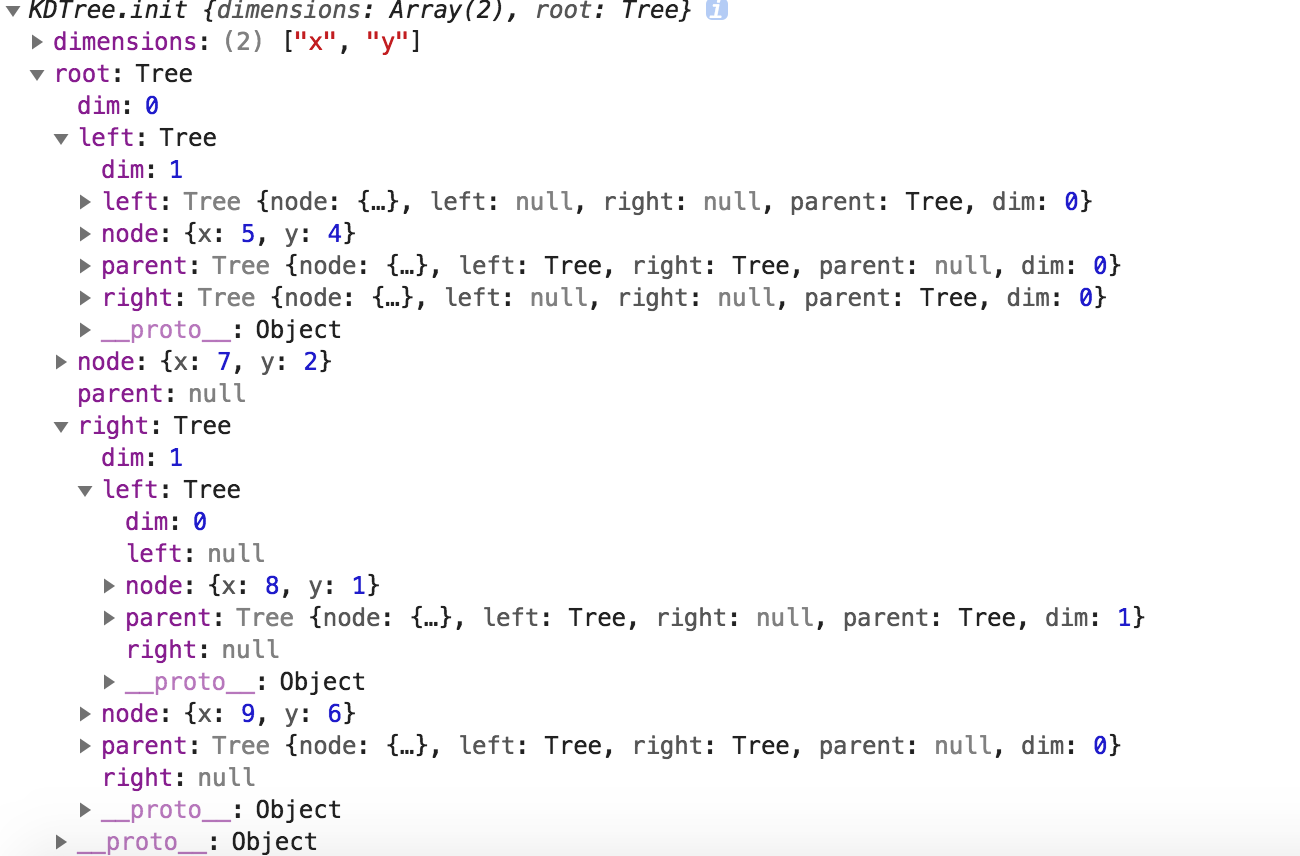 KDTree.init {dimensions: Array(2), root: Tree} i
dimensions: (2) ["x", "y"]
root: Tree
dim: 0
left: Tree
dim: 1
left: Tree {node: {…}, left: null, right: null, parent: Tree, dim: 0}
node: {x: 5, y: 4}
parent: Tree {node: {…}, left: Tree, right: Tree, parent: null, dim: 0}
right: Tree {node: {…}, left: null, right: null, parent: Tree, dim: 0}
__proto__: Object
node: {x: 7, y: 2}
parent: null
right: Tree
dim: 1
left: Tree
dim: 0
left: null
node: {x: 8, y: 1}
parent: Tree {node: {…}, left: Tree, right: null, parent: Tree, dim: 1}
right: null
__proto__: Object
node: {x: 9, y: 6}
parent: Tree {node: {…}, left: Tree, right: Tree, parent: null, dim: 0}
right: null
__proto__: Object
__proto__: Object